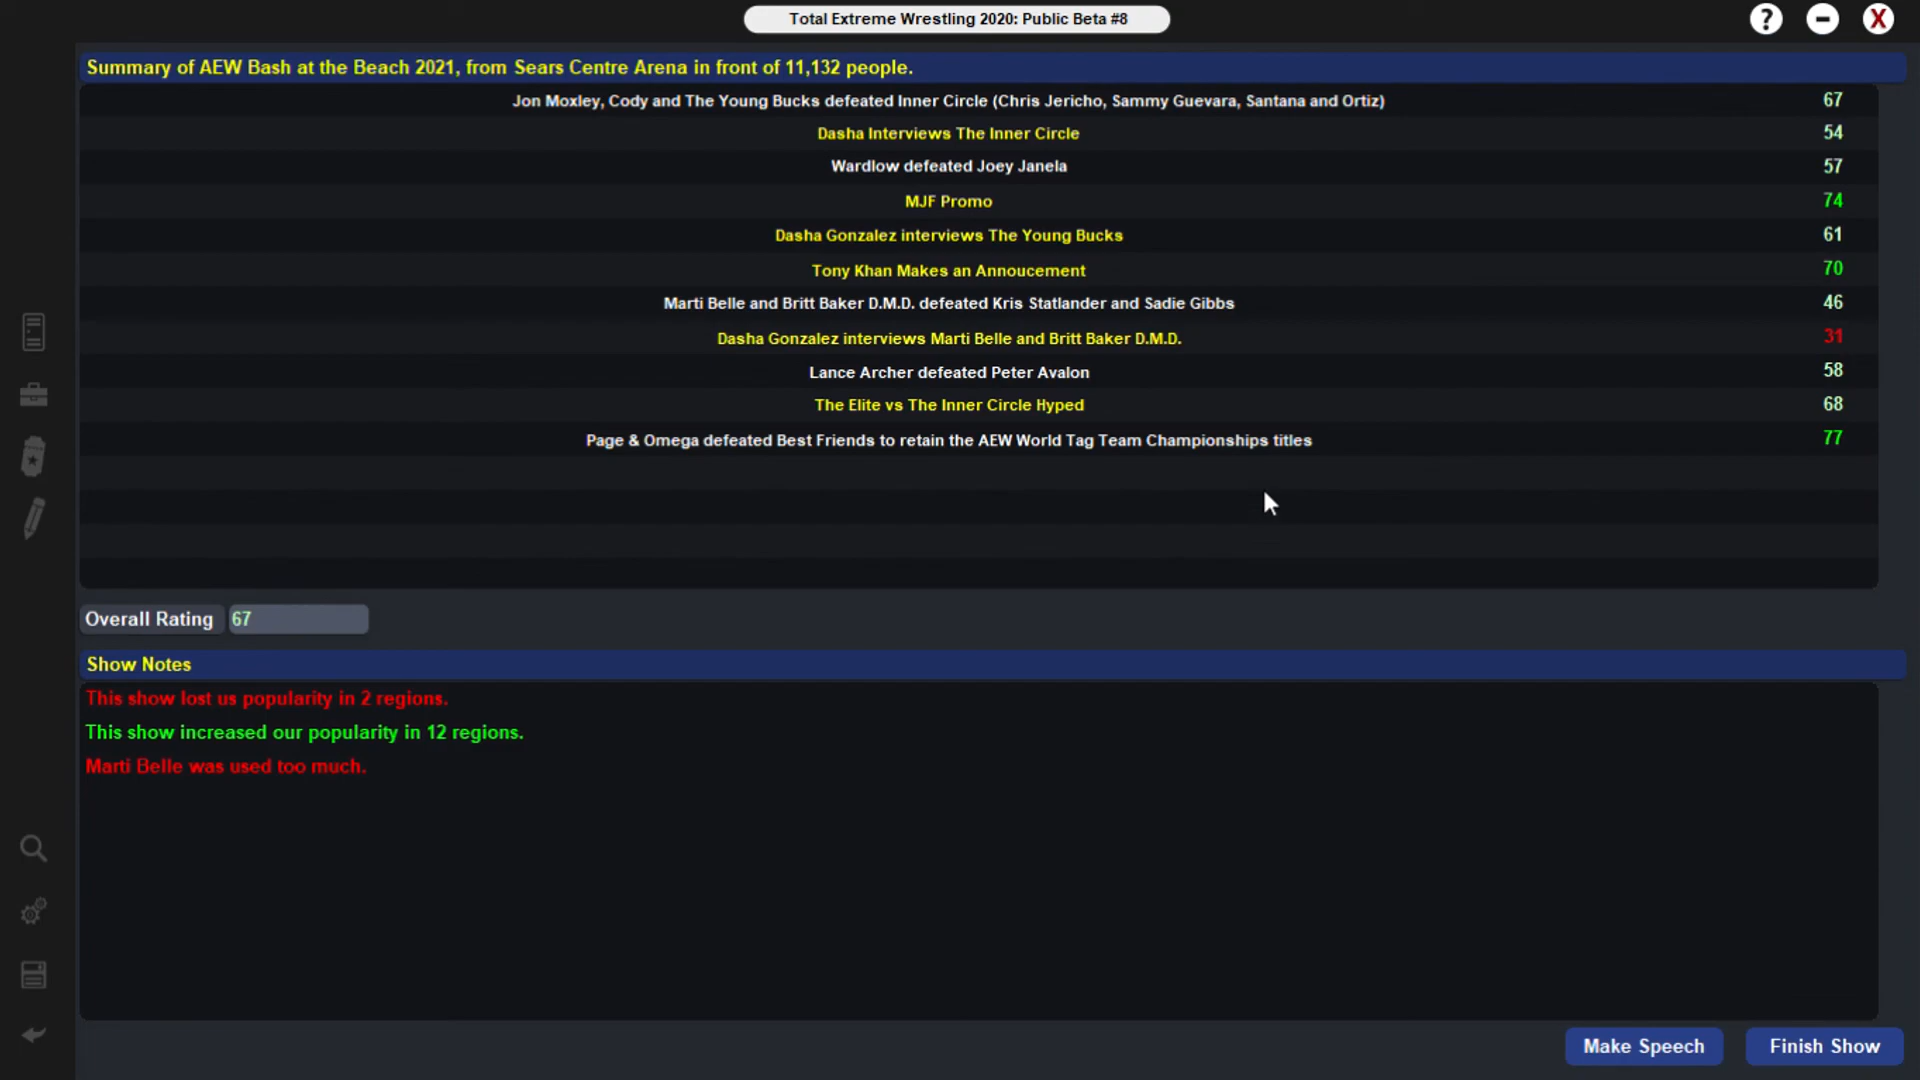 Total Extreme Wrestling 2020: Public Beta #8
? - X
Summary of AEW Bash at the Beach 2021, from Sears Centre Arena in front of 11,132 people.
Jon Moxley, Cody and The Young Bucks defeated Inner Circle (Chris Jericho, Sammy Guevara, Santana and Ortiz) 67
Dasha Interviews The Inner Circle 54
Wardlow defeated Joey Janela 57
MJF Promo 74
Dasha Gonzalez interviews The Young Bucks 61
Tony Khan Makes an Annoucement 70
Marti Belle and Britt Baker D.M.D. defeated Kris Statlander and Sadie Gibbs 46
Dasha Gonzalez interviews Marti Belle and Britt Baker D.M.D. 31
Lance Archer defeated Peter Avalon 58
The Elite vs The Inner Circle Hyped 68
Page & Omega defeated Best Friends to retain the AEW World Tag Team Championships titles 77
Overall Rating 67
Show Notes
This show lost us popularity in 2 regions.
This show increased our popularity in 12 regions.
Marti Belle was used too much.
Make Speech Finish Show